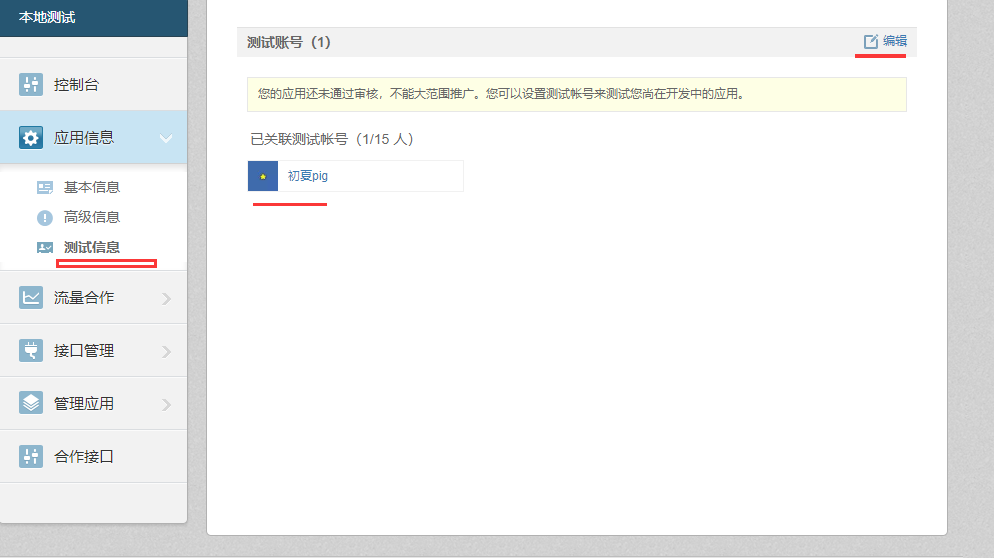 本地测试
控制台
应用信息
基本信息
高级信息
测试信息
流量合作
接口管理
管理应用
合作接口
测试账号（1）
编辑
您的应用还未通过审核，不能大范围推广。您可以设置测试帐号来测试您尚在开发中的应用。
已关联测试帐号（1/15 人）
初夏pig